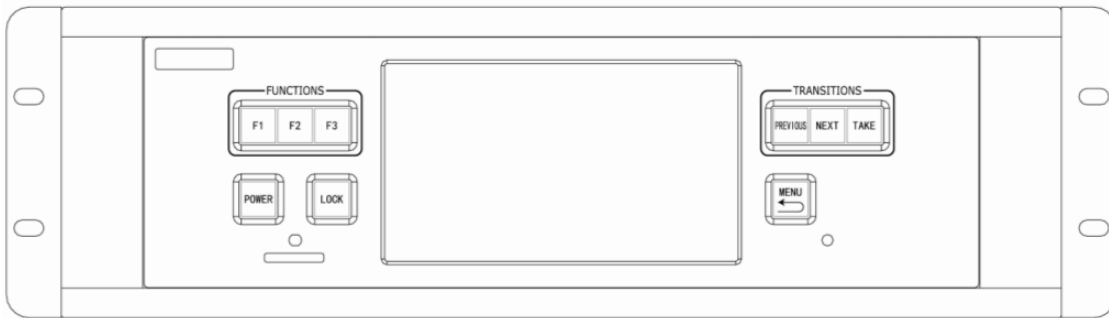 FUNCTIONS
F1 F2 F3
TRANSITIONS
PREVIOUS NEXT TAKE
POWER LOCK
MENU